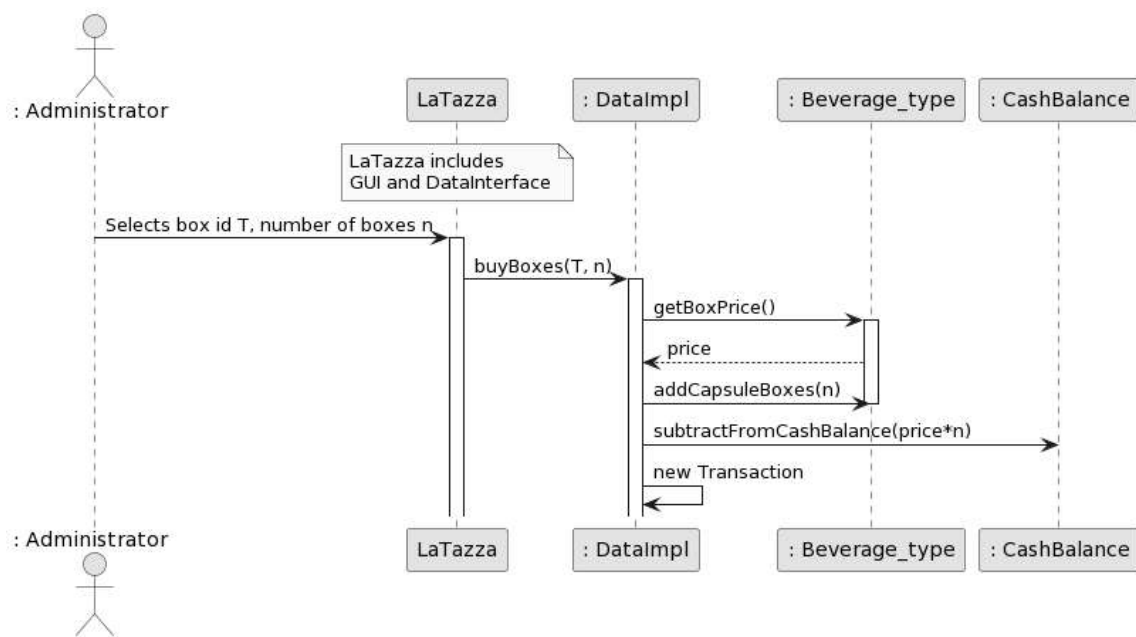 : Administrator
LaTazza
: DataImpl
: Beverage_type
: CashBalance
LaTazza includes
GUI and DataInterface
Selects box id T, number of boxes n
buyBoxes(T, n)
getBoxPrice()
price
addCapsuleBoxes(n)
subtractFromCashBalance(price*n)
new Transaction
: Administrator
LaTazza
: DataImpl
: Beverage_type
: CashBalance